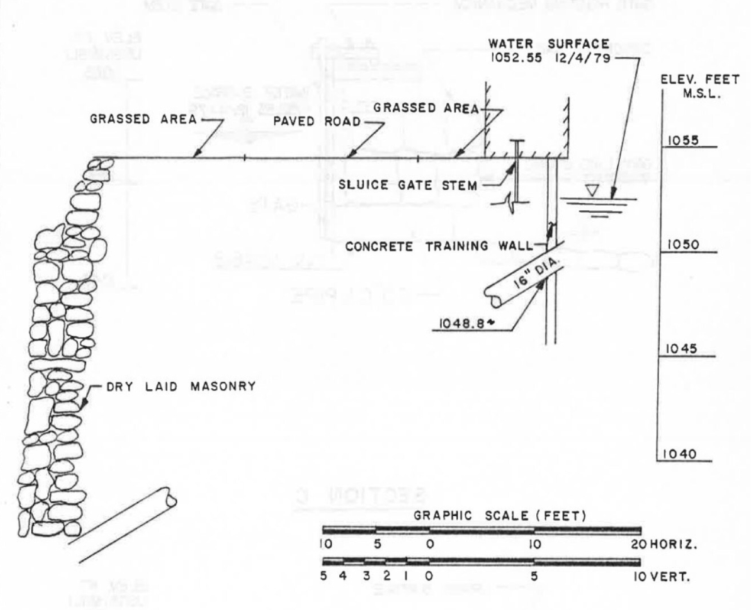 WATER SURFACE
1052.55 12/4/79
ELEV. FEET
M.S.L.
GRASSED AREA
PAVED ROAD
GRASSED AREA
1055
SLUICE GATE STEM
CONCRETE TRAINING WALL
1050
16" DIA.
1048.8±
1045
DRY LAID MASONRY
1040
SECTION C
GRAPHIC SCALE (FEET)
10 5 0 10 20 HORIZ.
5 4 3 2 1 0 5 10 VERT.